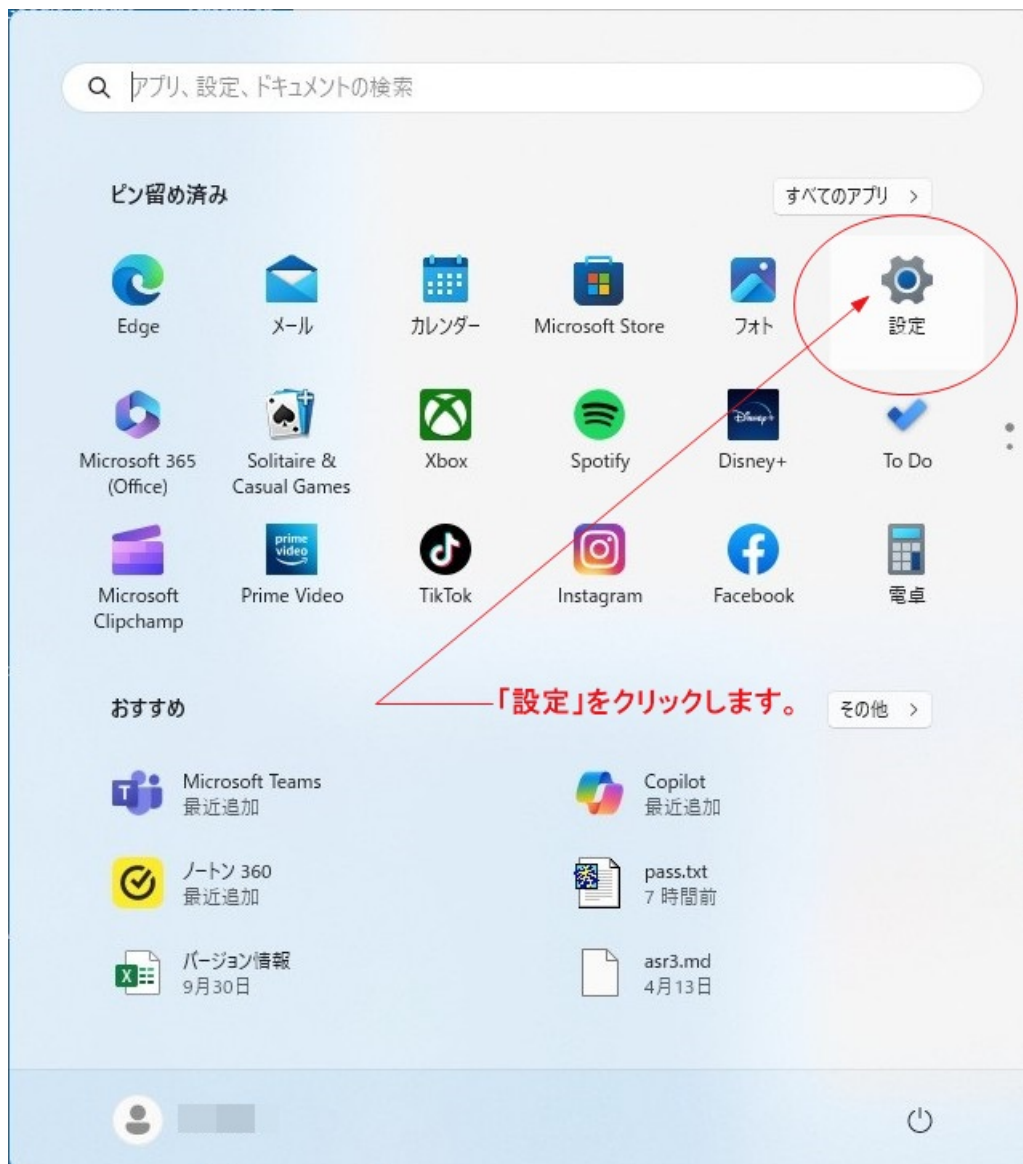 アプリ、設定、ドキュメントの検索
ピン留め済み
すべてのアプリ >
Edge
メール
カレンダー
Microsoft Store
フォト
設定
Microsoft 365
(Office)
Solitaire &
Casual Games
Xbox
Spotify
Disney+
Disney+
To Do
prime
video
Microsoft
Clipchamp
Prime Video
TikTok
Instagram
Facebook
電卓
「設定」をクリックします。
おすすめ
その他 >
Microsoft Teams
最近追加
Copilot
最近追加
ノートン 360
最近追加
pass.txt
7 時間前
バージョン情報
9月30日
asr3.md
4月13日